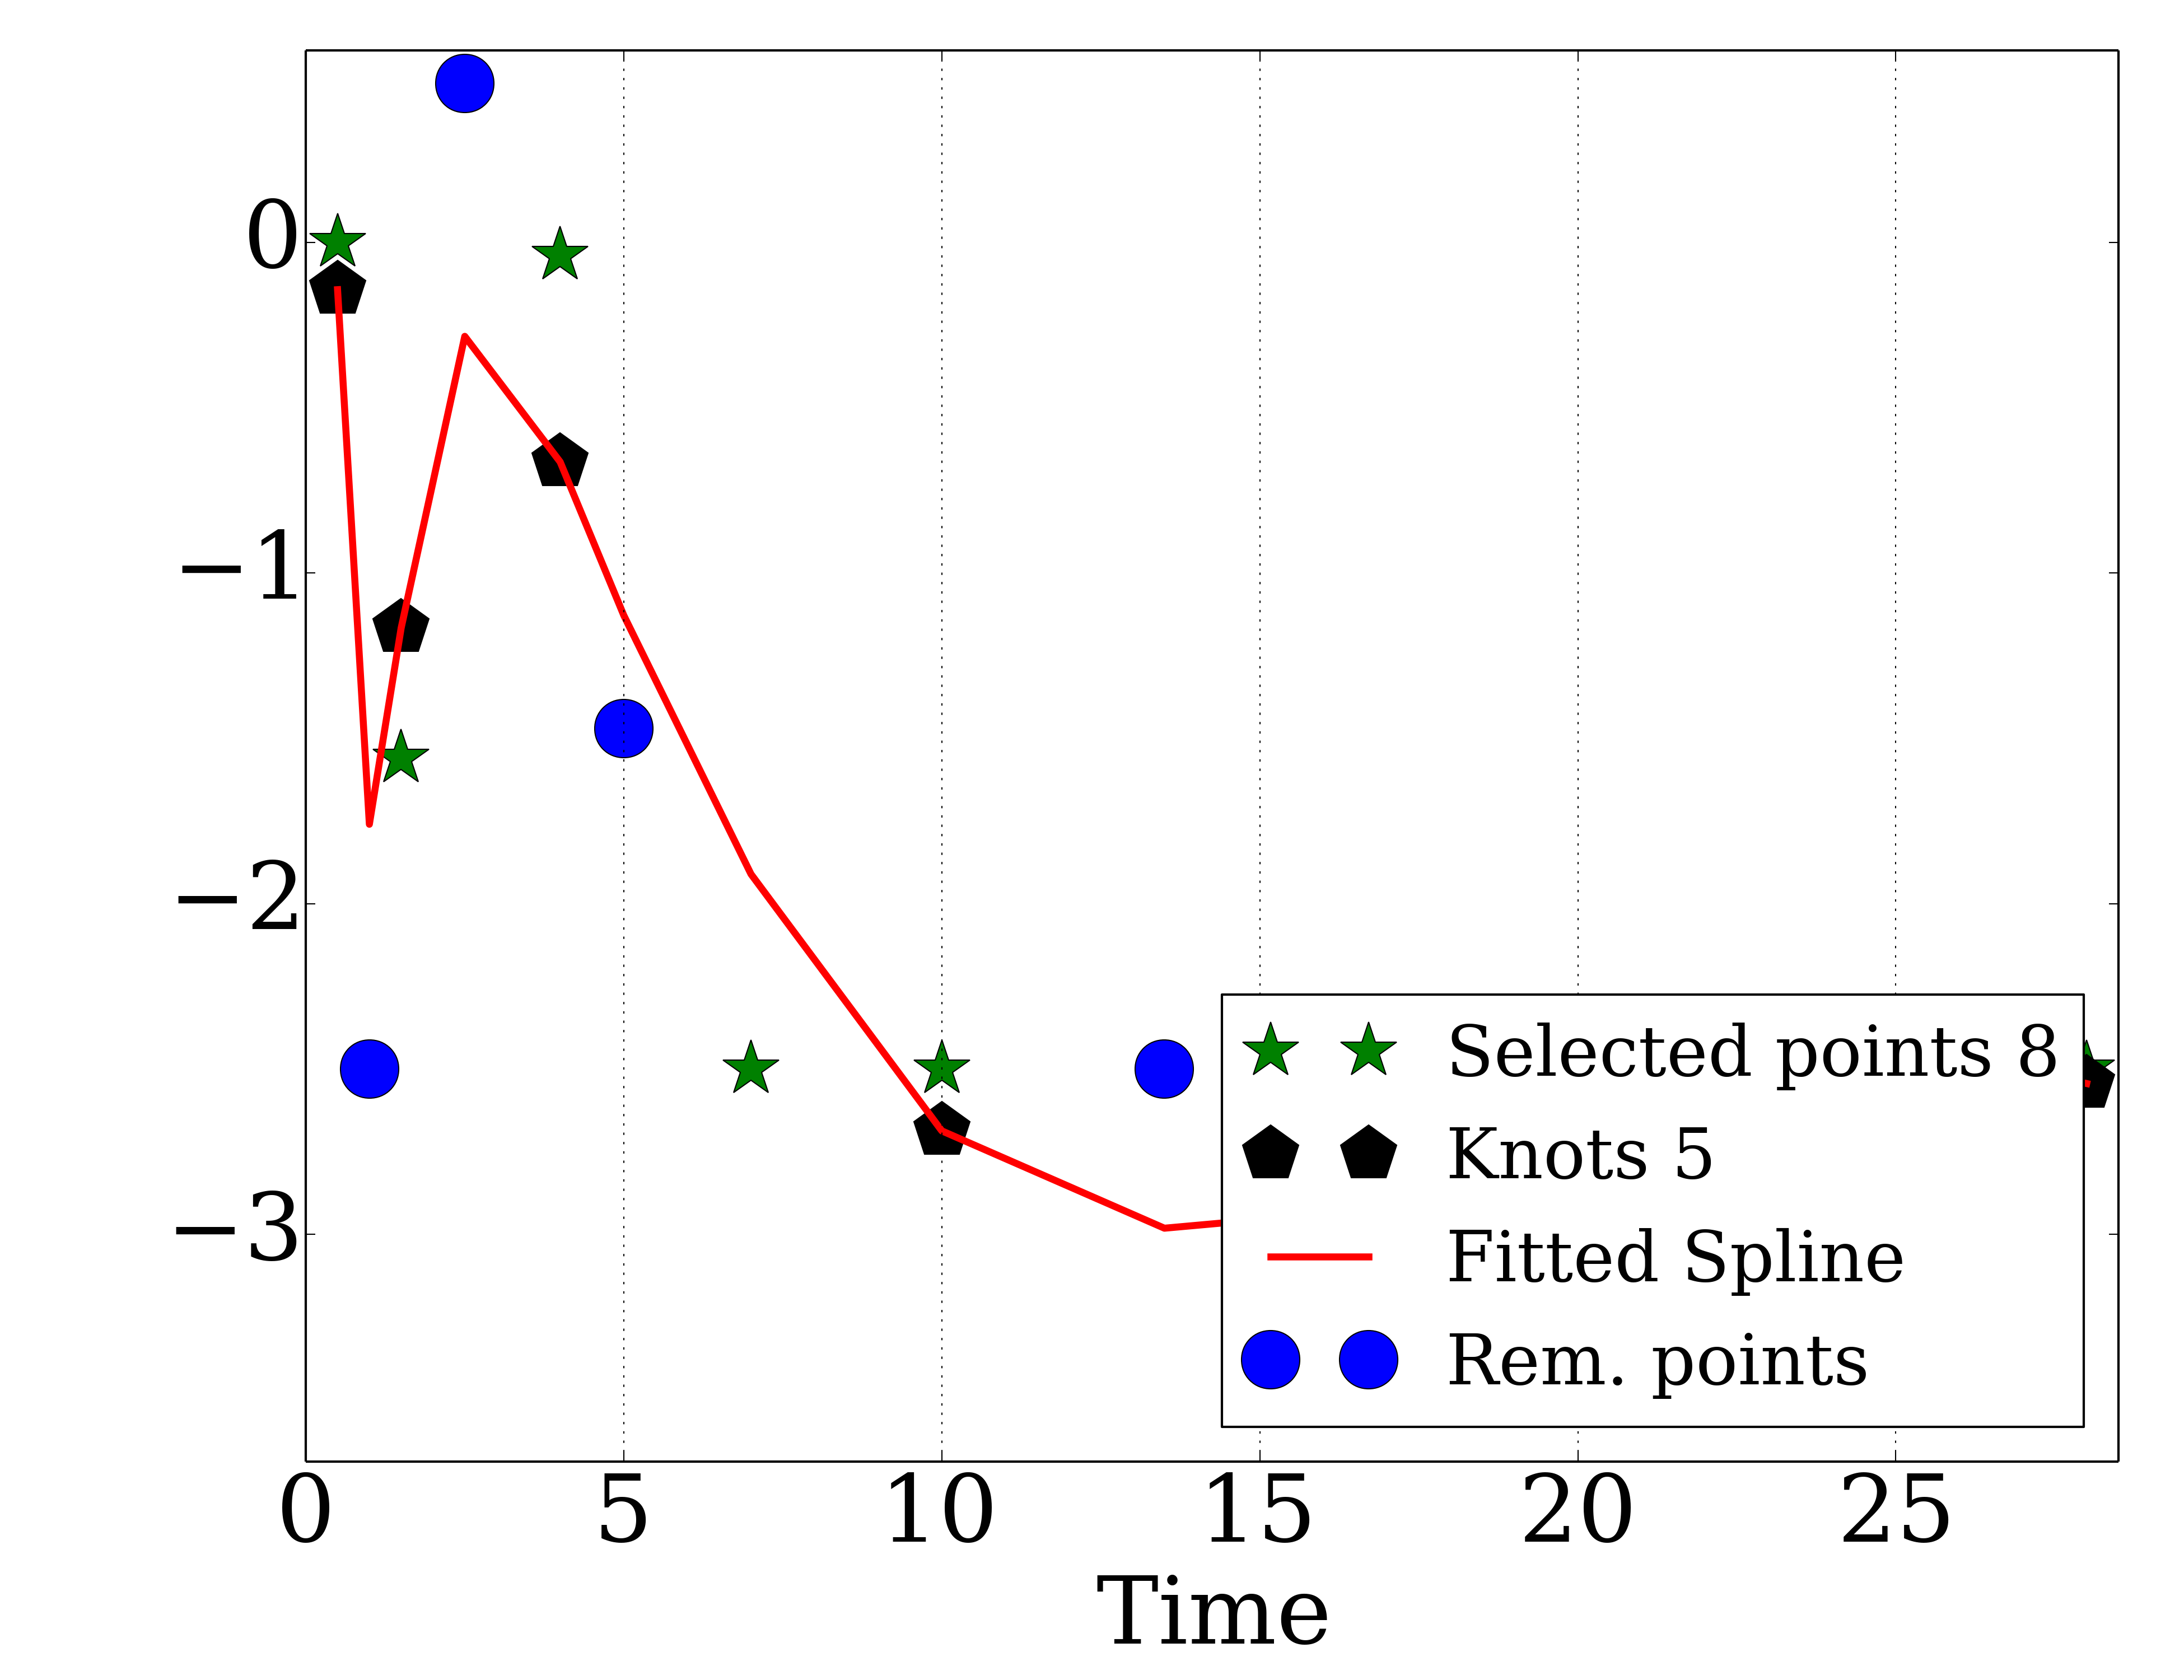 0
−1
−2
−3
Selected points 8
Knots 5
Fitted Spline
Rem. points
0 5 10 15 20 25
Time